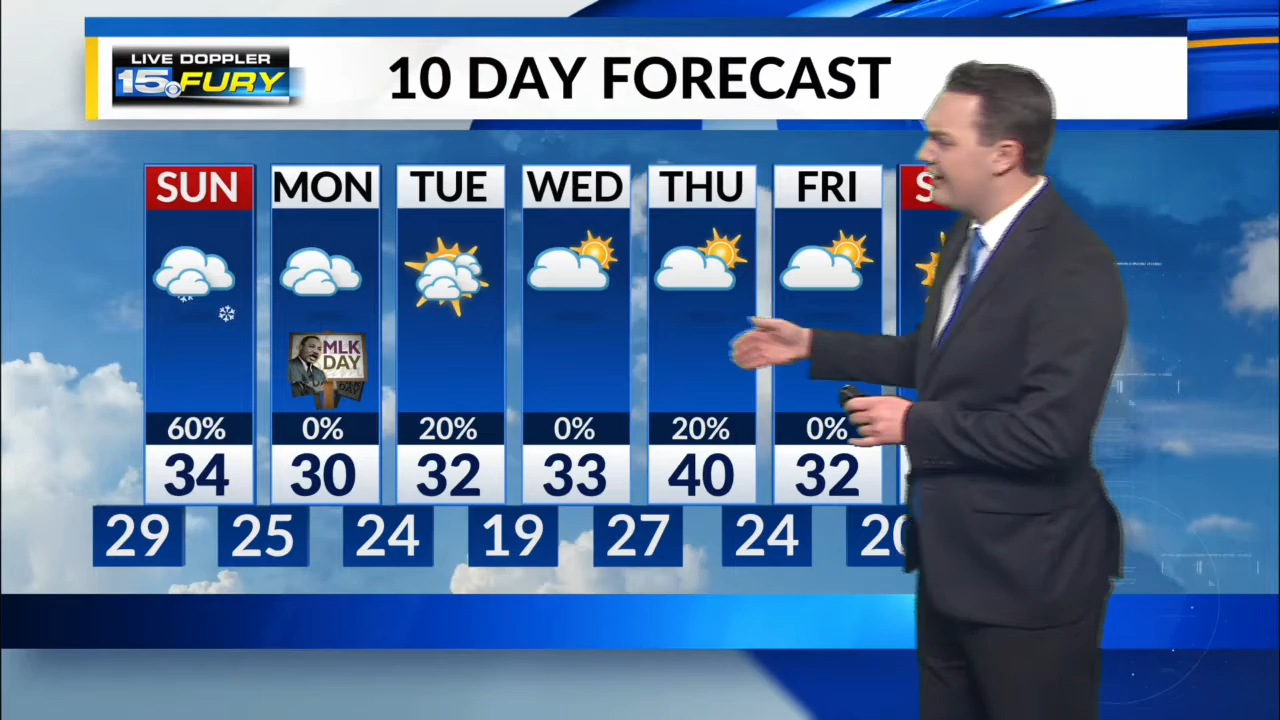 LIVE DOPPLER
15 FURY
10 DAY FORECAST
SUN MON TUE WED THU FRI S
MLK
DAY
60% 0% 20% 0% 20% 0%
34 30 32 33 40 32
29 25 24 19 27 24 20